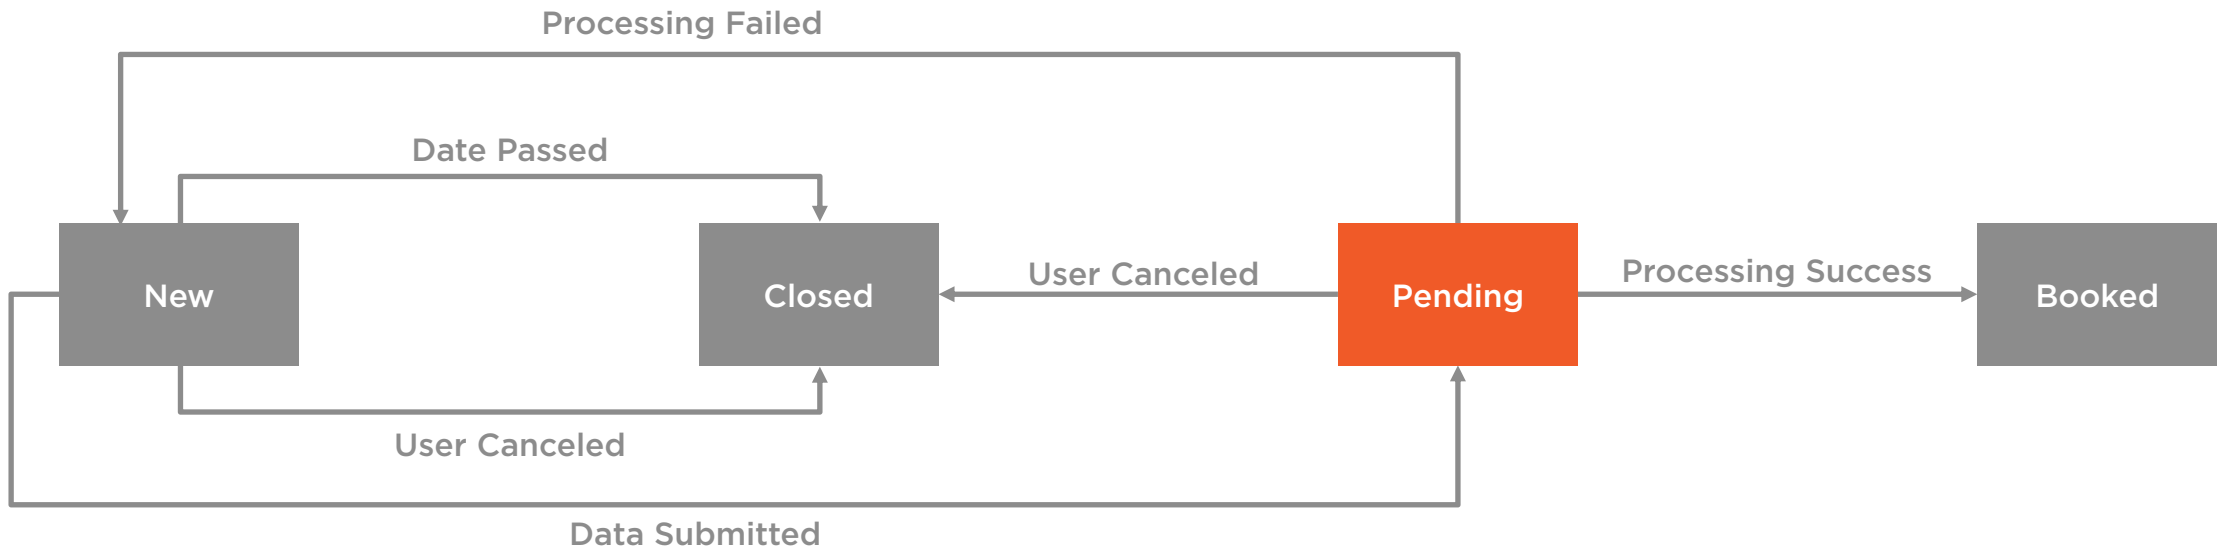 Processing Failed
Date Passed
New
Closed
User Canceled
Pending
Processing Success
Booked
User Canceled
Data Submitted